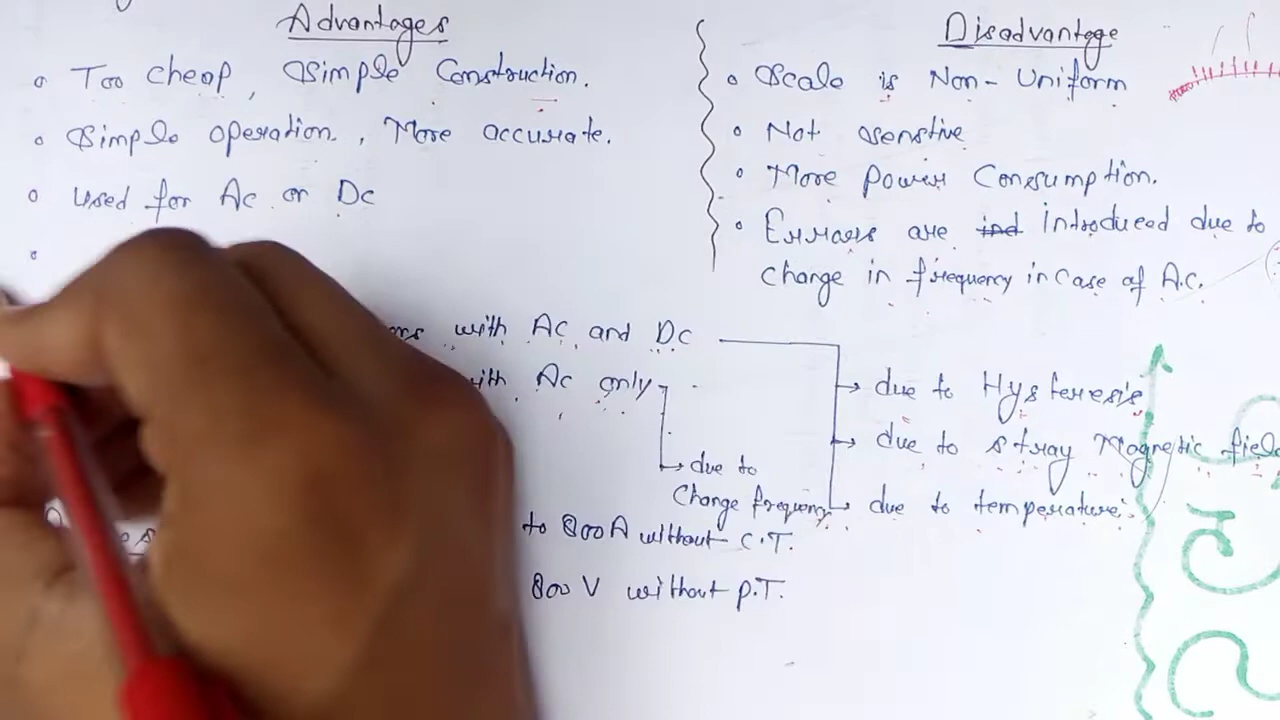 Advantages
• Too cheap, Simple Construction.
• Simple operation, More accurate.
• Used for Ac or Dc
•
Disadvantage
• Scale is Non-Uniform
• Not senstive
• More Power Consumption.
• Errors are ind introduced due to
change in frequency in case of A.C.
with Ac and Dc
Ac only
due to
Change frequency
due to Hysteresis
due to stray Magnetic field
due to temperature
to 800A without C.T.
800 V without P.T.